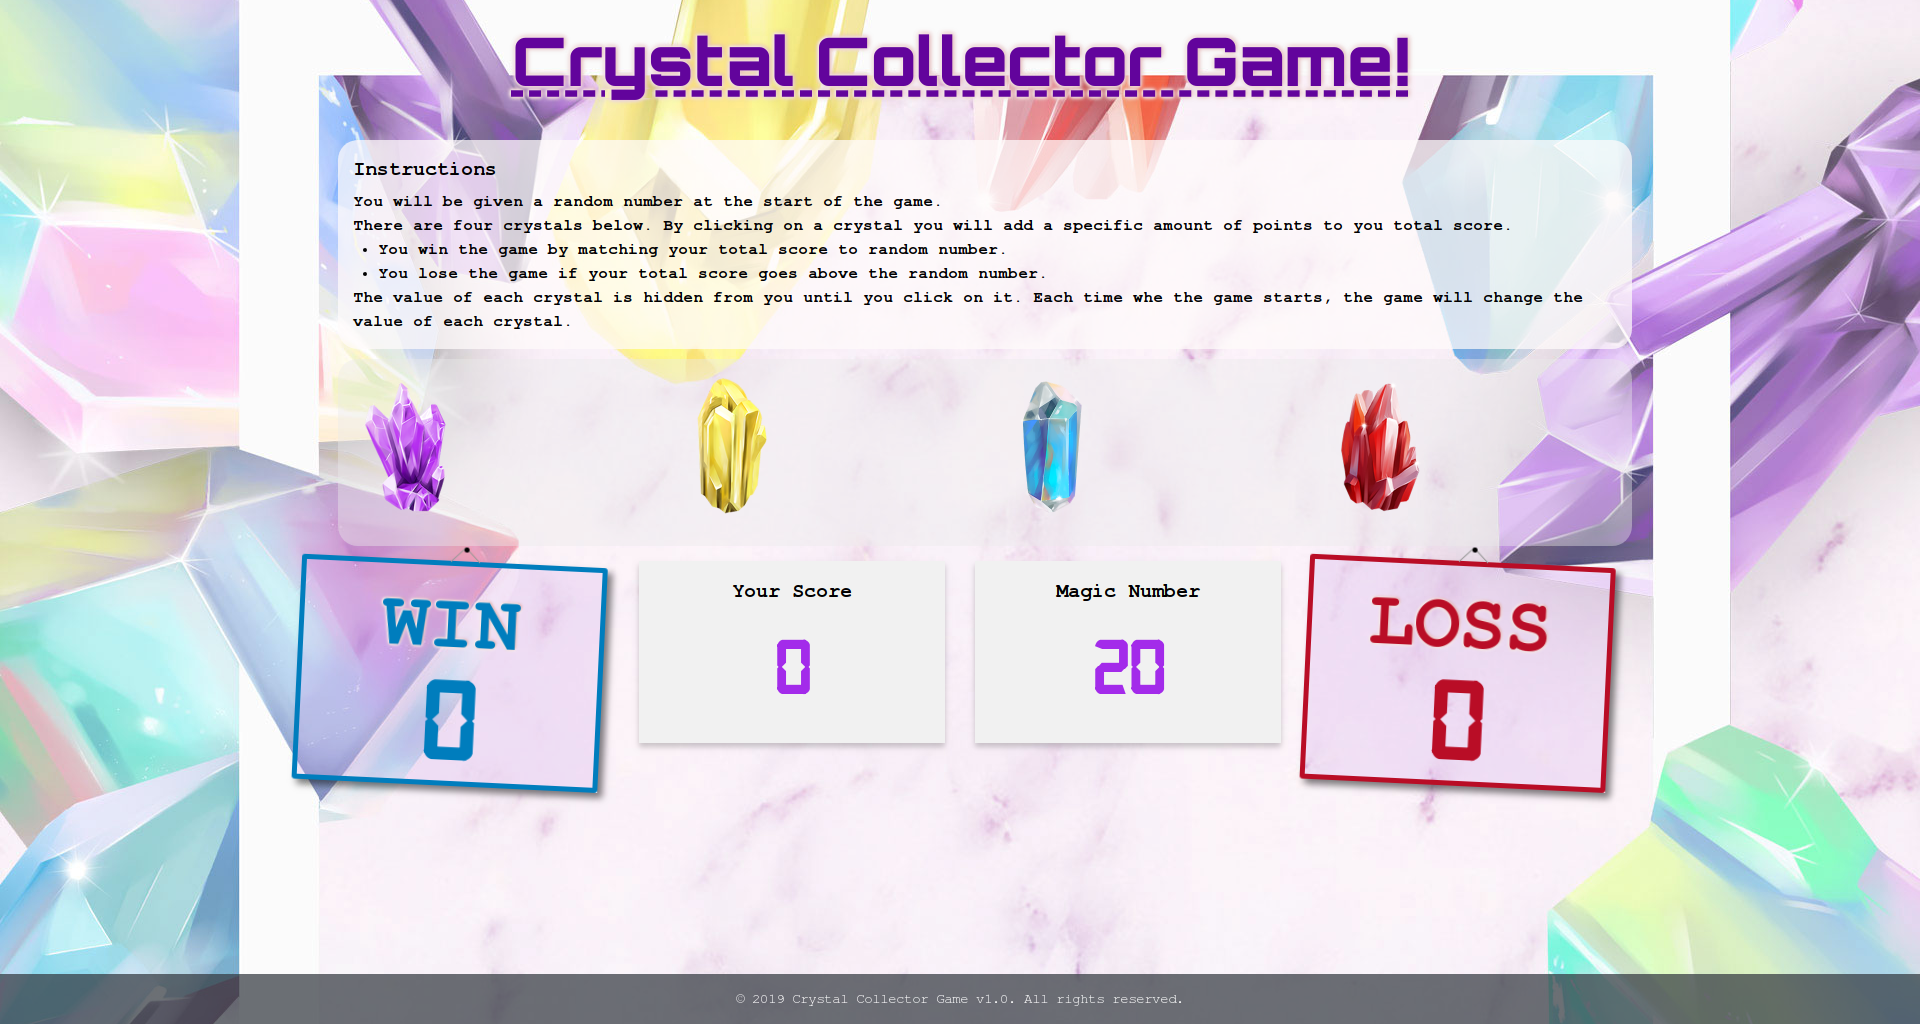 Crystal Collector Game!
Instructions
You will be given a random number at the start of the game.
There are four crystals below. By clicking on a crystal you will add a specific amount of points to you total score.
• You win the game by matching your total score to random number.
• You lose the game if your total score goes above the random number.
The value of each crystal is hidden from you until you click on it. Each time whe the game starts, the game will change the
value of each crystal.
WIN
0
Your Score
0
Magic Number
20
LOSS
0
© 2019 Crystal Collector Game v1.0. All rights reserved.